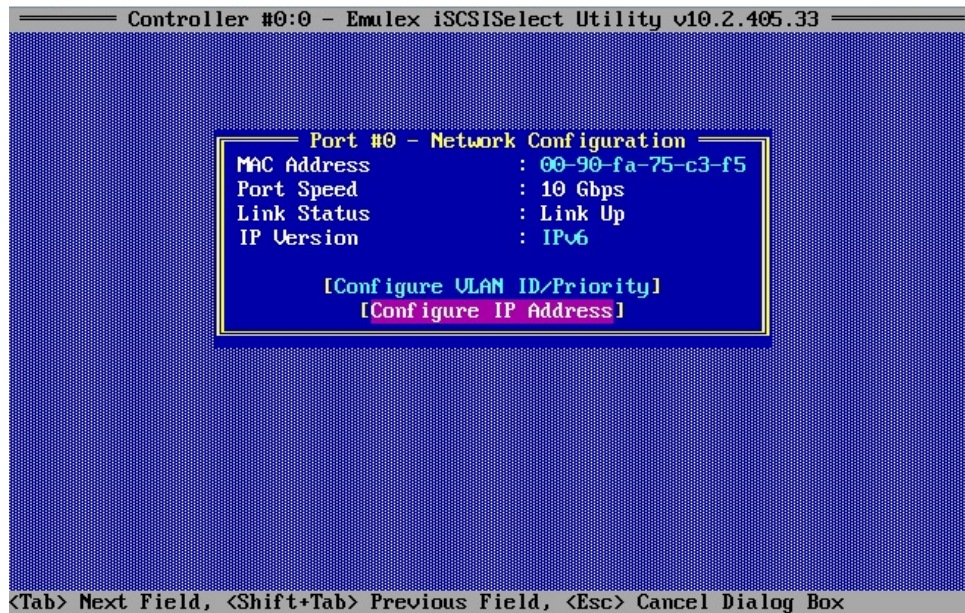 Controller #0:0 - Emulex iSCSISelect Utility v10.2.405.33
Port #0 - Network Configuration
MAC Address : 00-90-fa-75-c3-f5
Port Speed : 10 Gbps
Link Status : Link Up
IP Version : IPv6
[Configure VLAN ID/Priority]
[Configure IP Address]
<Tab> Next Field, <Shift+Tab> Previous Field, <Esc> Cancel Dialog Box